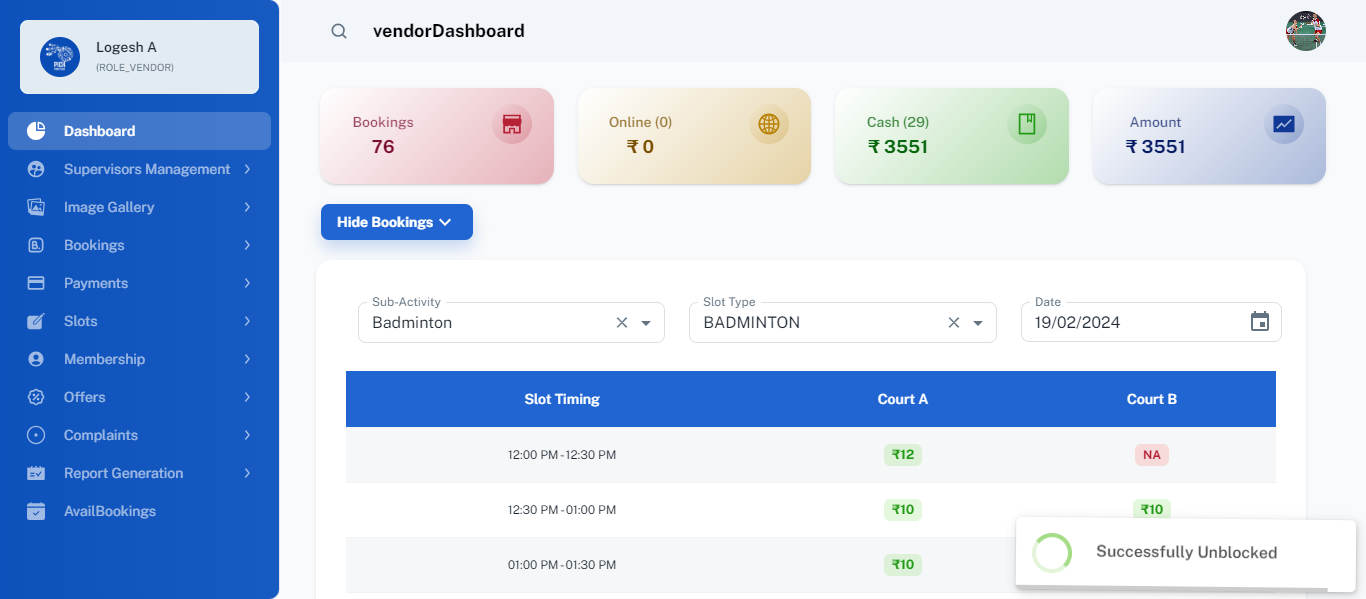 Logesh A
(ROLE_VENDOR)
Dashboard
Supervisors Management
Image Gallery
Bookings
Payments
Slots
Membership
Offers
Complaints
Report Generation
AvailBookings
vendorDashboard
Bookings
76
Online (0)
₹ 0
Cash (29)
₹ 3551
Amount
₹ 3551
Hide Bookings
Sub-Activity
Badminton
Slot Type
BADMINTON
Date
19/02/2024
Slot Timing Court A Court B
12:00 PM - 12:30 PM ₹12 NA
12:30 PM - 01:00 PM ₹10 ₹10
01:00 PM - 01:30 PM ₹10
Successfully Unblocked